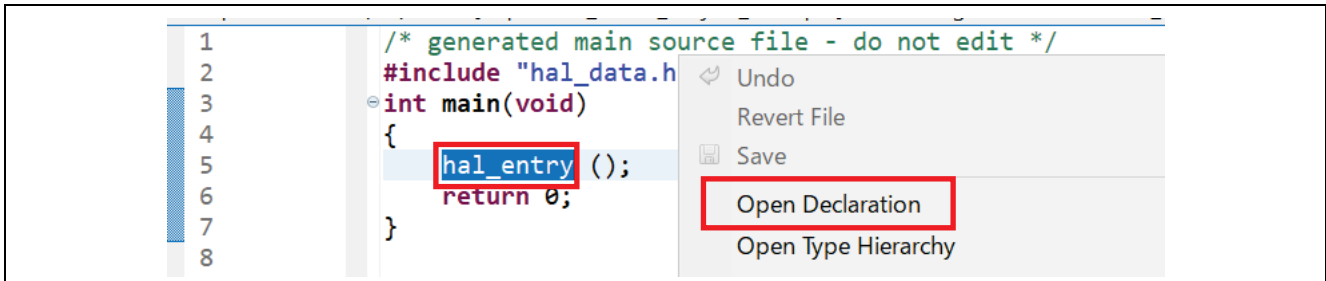 1 /* generated main source file - do not edit */
2 #include "hal_data.h
3 int main(void)
4 {
5 hal_entry ();
6 return 0;
7 }
8
Undo
Revert File
Save
Open Declaration
Open Type Hierarchy